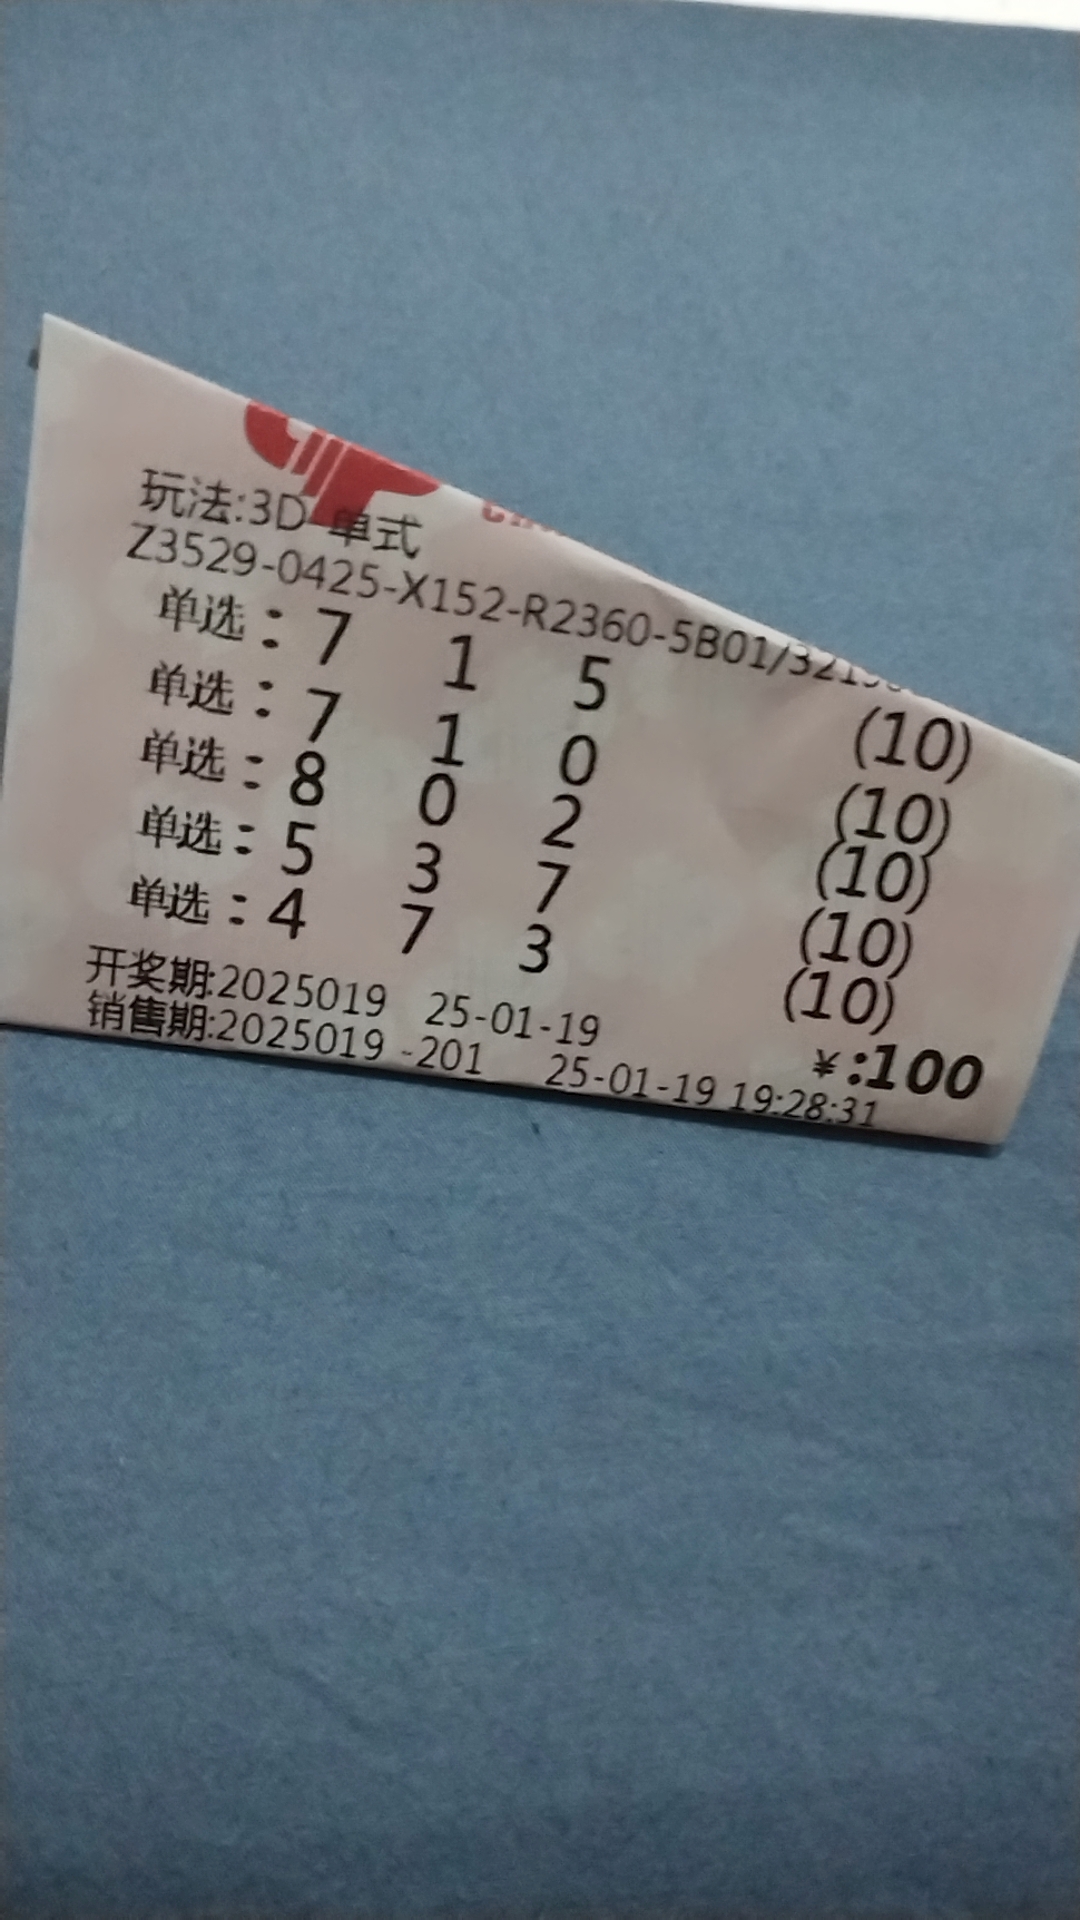 玩法:3D 单式
Z3529-0425-X152-R2360-5B01/321
单选: 7 1 5 (10)
单选: 7 1 0 (10)
单选: 8 0 2 (10)
单选: 5 3 7 (10)
单选: 4 7 3 (10)
开奖期:2025019 25-01-19 ¥:100
销售期:2025019 -201 25-01-19 19:28:31